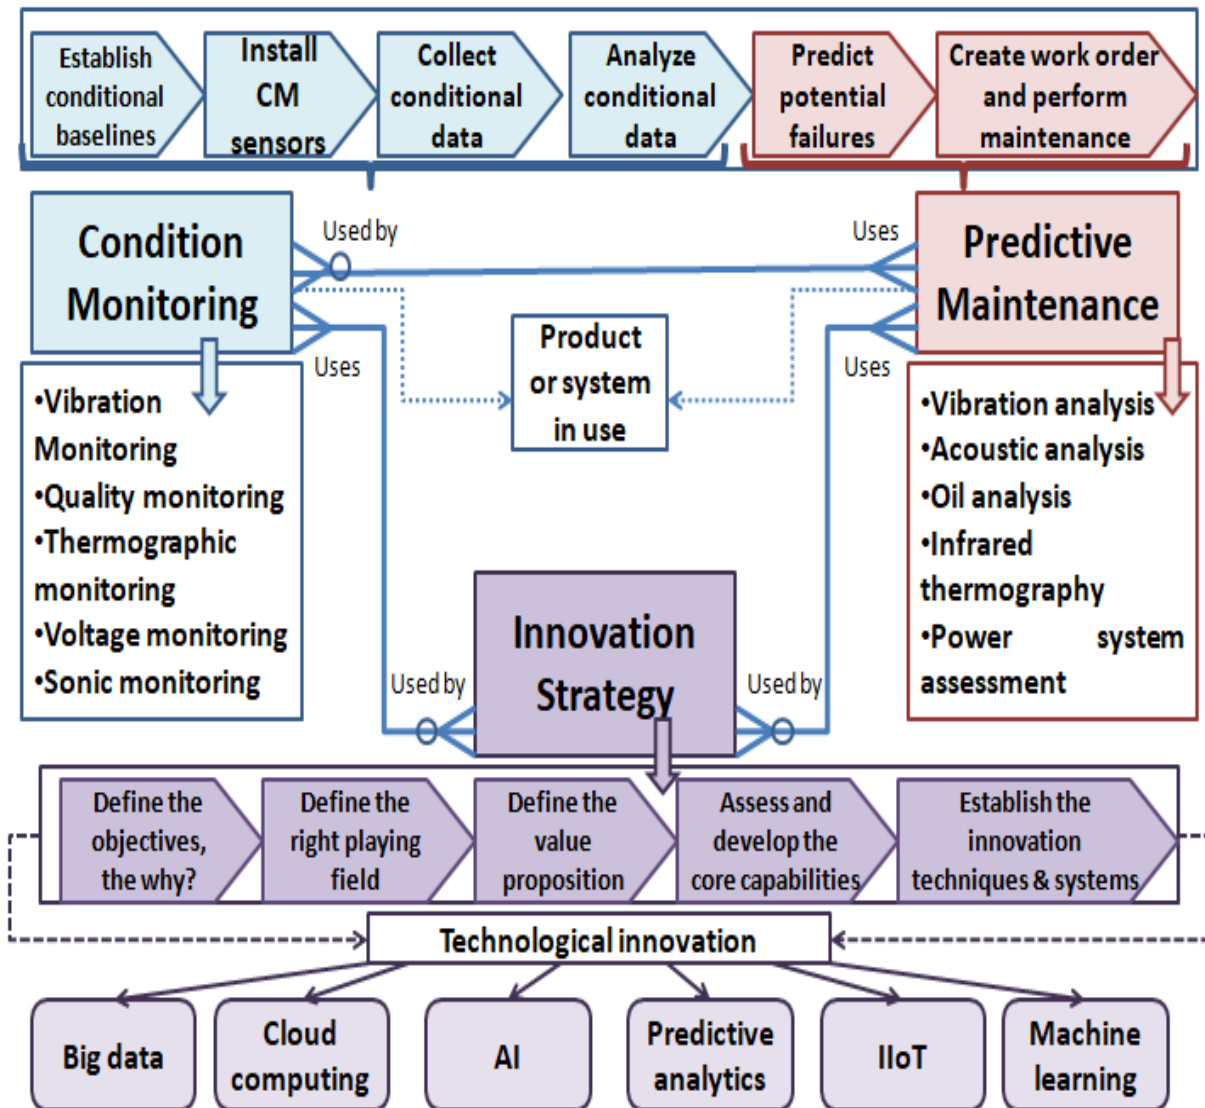 Establish
conditional
baselines
Install
CM
sensors
Collect
conditional
data
Analyze
conditional
data
Predict
potential
failures
Create work order
and perform
maintenance
Condition
Monitoring
Used by
Uses
Predictive
Maintenance
Uses
Product
or system
in use
Uses
•Vibration
Monitoring
•Quality monitoring
•Thermographic
monitoring
•Voltage monitoring
•Sonic monitoring
•Vibration analysis
•Acoustic analysis
•Oil analysis
•Infrared
thermography
•Power system
assessment
Innovation
Strategy
Used by
Used by
Define the
objectives,
the why?
Define the
right playing
field
Define the
value
proposition
Assess and
develop the
core capabilities
Establish the
innovation
techniques & systems
Technological innovation
Big data
Cloud
computing
AI
Predictive
analytics
IIoT
Machine
learning